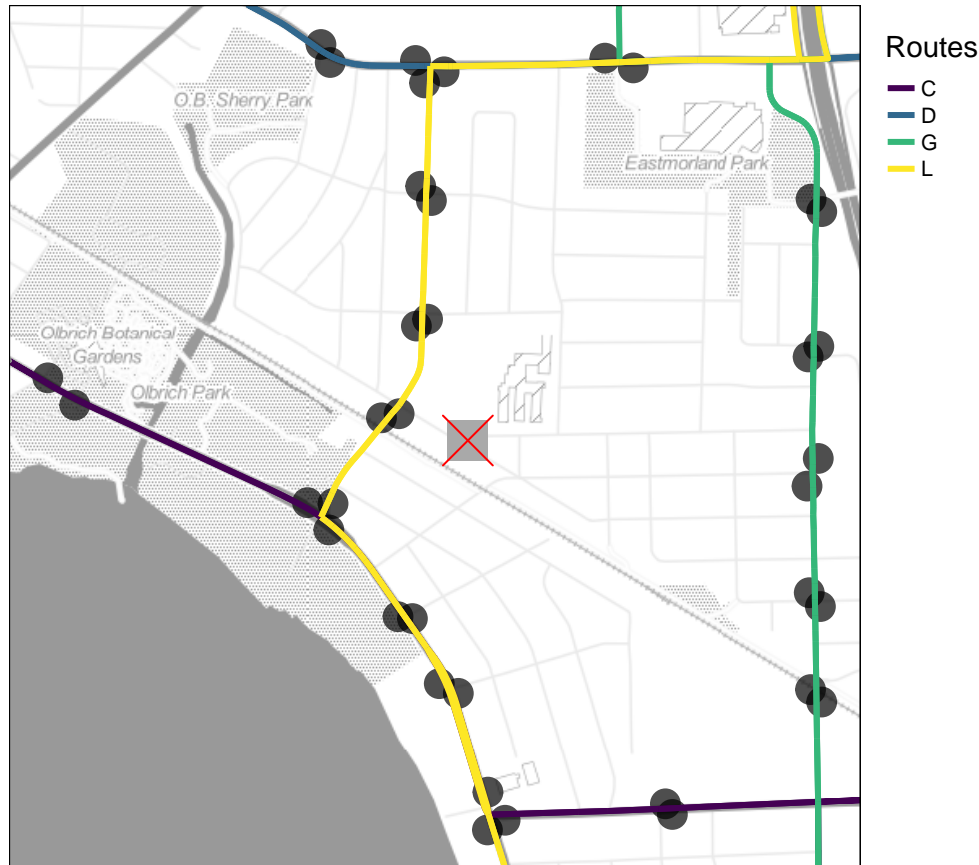 Routes
C
D
G
L
O.B. Sherry Park
Eastmorland Park
Olbrich Botanical
Gardens
Olbrich Park